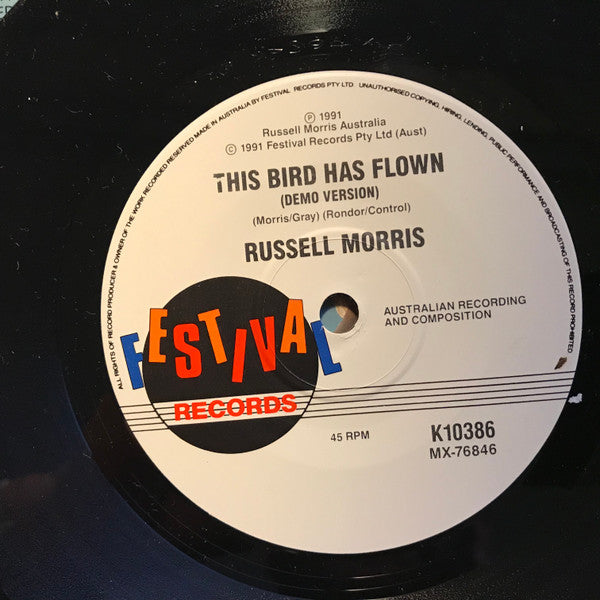 ALL RIGHTS OF RECORD PRODUCER & OWNER OF THE WORK RECORDED RESERVED MADE IN AUSTRALIA BY FESTIVAL RECORDS PTY LTD UNAUTHORISED COPYING, HIRING, LENDING, PUBLIC PERFORMANCE AND BROADCASTING OF THIS RECORD PROHIBITED
℗ 1991
Russell Morris Australia
© 1991 Festival Records Pty Ltd (Aust)
THIS BIRD HAS FLOWN
(DEMO VERSION)
(Morris/Gray) (Rondor/Control)
RUSSELL MORRIS
AUSTRALIAN RECORDING
AND COMPOSITION
FESTIVAL
RECORDS
45 RPM
K10386
MX-76846